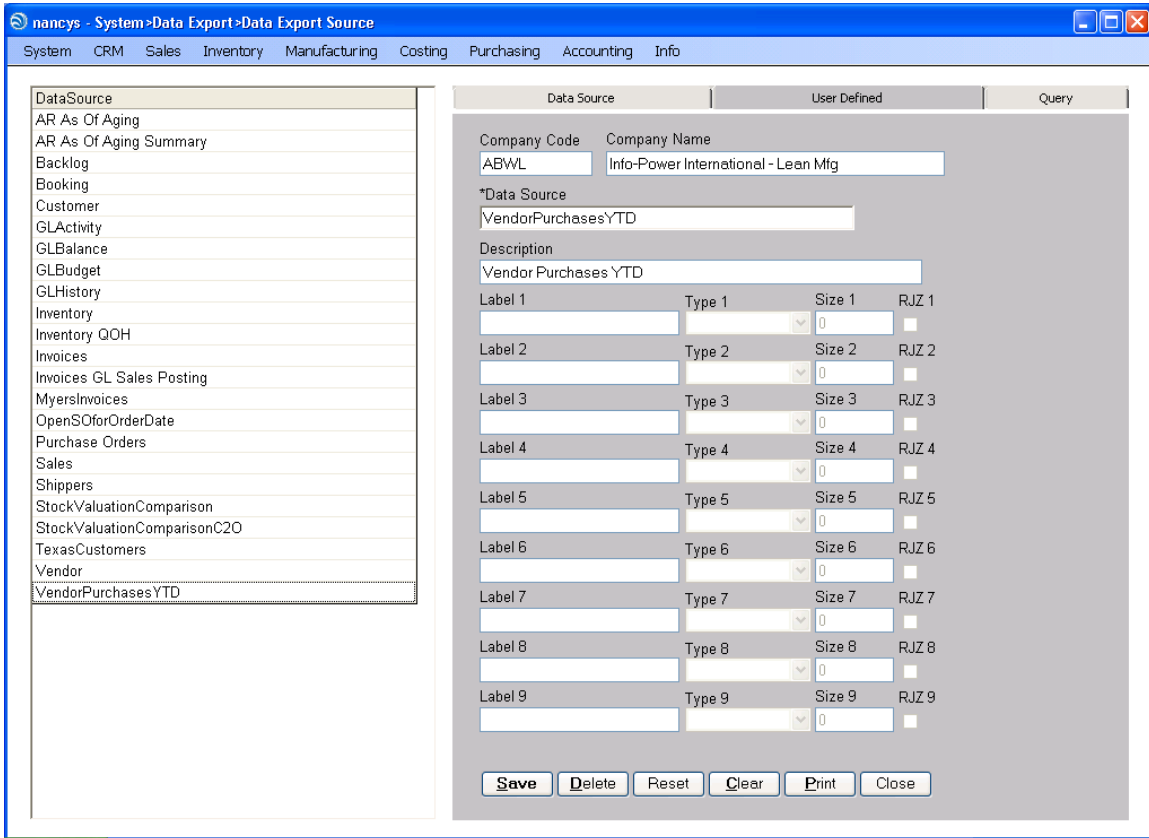 nancys - System>Data Export>Data Export Source
System CRM Sales Inventory Manufacturing Costing Purchasing Accounting Info
DataSource
AR As Of Aging
AR As Of Aging Summary
Backlog
Booking
Customer
GLActivity
GLBalance
GLBudget
GLHistory
Inventory
Inventory QOH
Invoices
Invoices GL Sales Posting
MyersInvoices
OpenSOforOrderDate
Purchase Orders
Sales
Shippers
StockValuationComparison
StockValuationComparisonC2O
TexasCustomers
Vendor
VendorPurchasesYTD
Data Source User Defined Query
Company Code Company Name
ABWL Info-Power International - Lean Mfg
*Data Source
VendorPurchasesYTD
Description
Vendor Purchases YTD
Label 1 Type 1 Size 1 RJZ 1
0
Label 2 Type 2 Size 2 RJZ 2
0
Label 3 Type 3 Size 3 RJZ 3
0
Label 4 Type 4 Size 4 RJZ 4
0
Label 5 Type 5 Size 5 RJZ 5
0
Label 6 Type 6 Size 6 RJZ 6
0
Label 7 Type 7 Size 7 RJZ 7
0
Label 8 Type 8 Size 8 RJZ 8
0
Label 9 Type 9 Size 9 RJZ 9
0
Save Delete Reset Clear Print Close